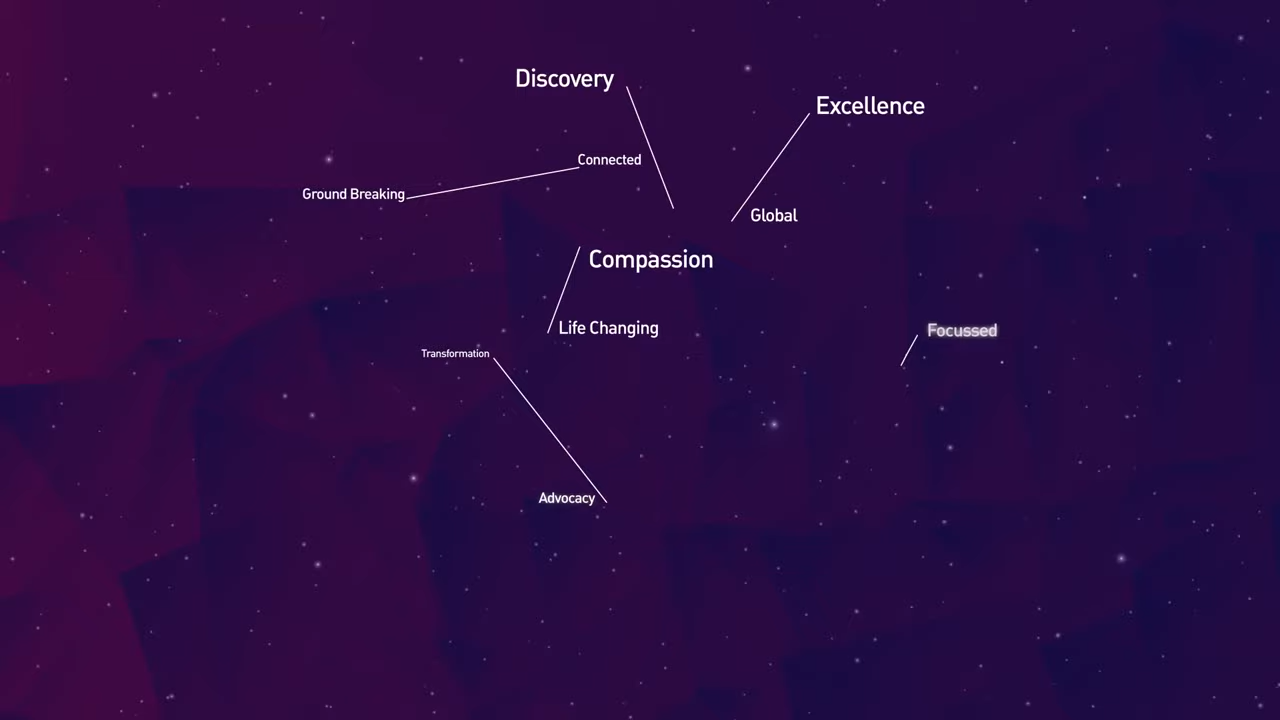 Discovery
Excellence
Connected
Ground Breaking
Global
Compassion
Life Changing
Focussed
Transformation
Advocacy